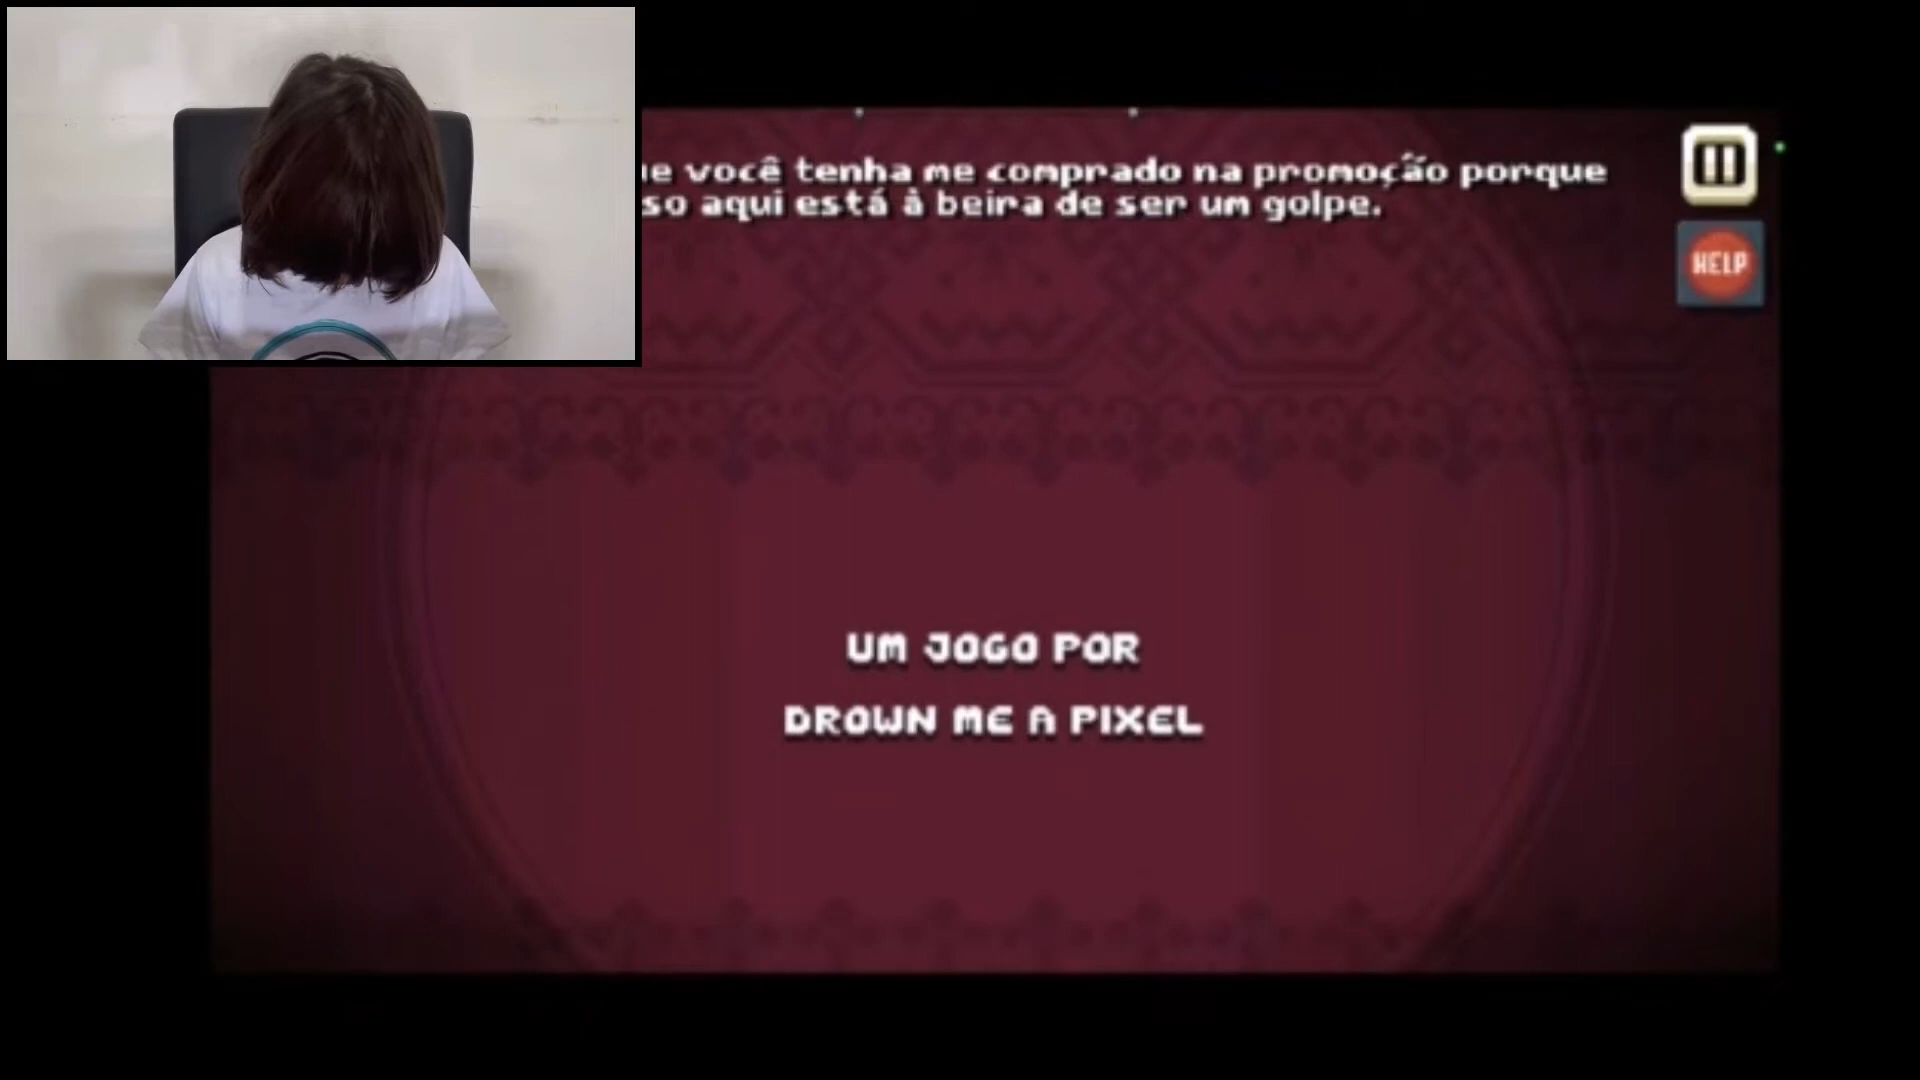 você tenha me comprado na promoção porque
aqui está à beira de ser um golpe.
HELP
UM JOGO POR
DROWN ME A PIXEL